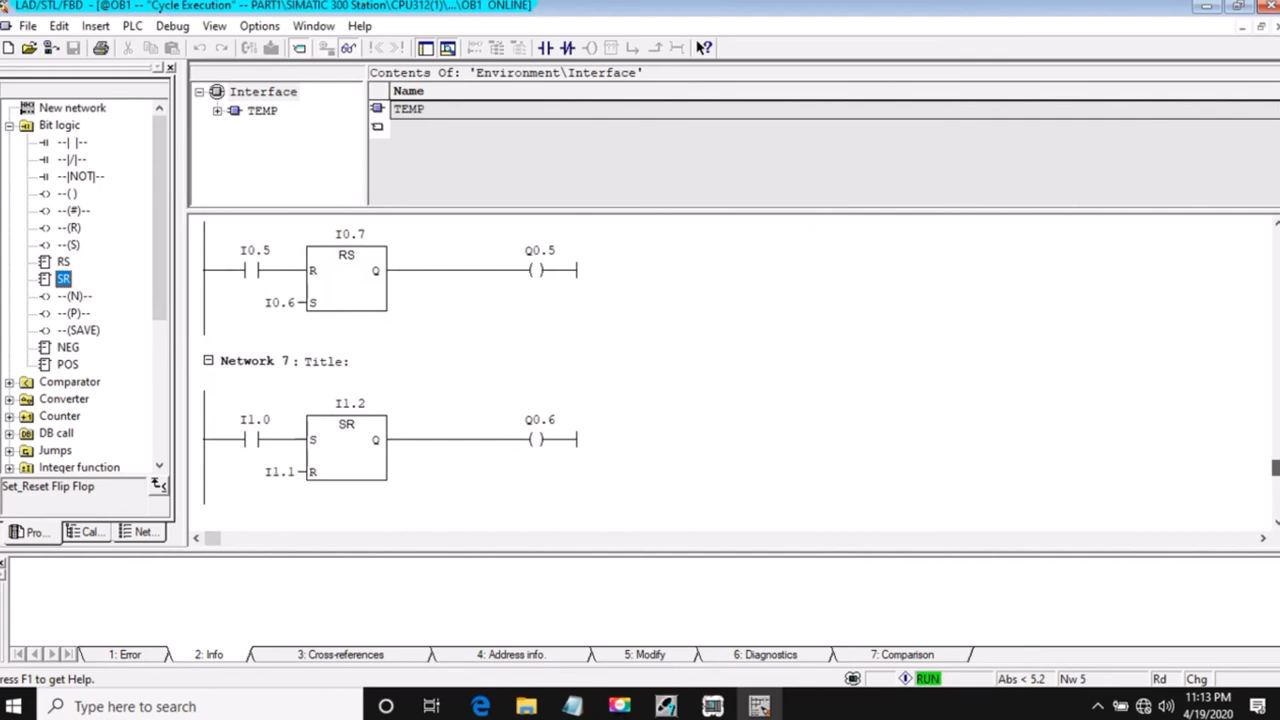 LAD/STL/FBD - [@OB1 -- "Cycle Execution" -- PART1\SIMATIC 300 Station\CPU312(1)\...\OB1 ONLINE]
File Edit Insert PLC Debug View Options Window Help
Contents Of: 'Environment\Interface'
Interface
TEMP
Name
TEMP
New network
Bit logic
--| |--
--|/|--
--|NOT|--
--( )
--(#)--
--(R)
--(S)
RS
SR
--(N)--
--(P)--
--(SAVE)
NEG
POS
Comparator
Converter
Counter
DB call
Jumps
Integer function
Set_Reset Flip Flop
Pro... Cal... Net...
I0.7
I0.5 RS Q0.5
R Q
I0.6 S
Network 7 : Title:
I1.2
I1.0 SR Q0.6
S Q
I1.1 R
1: Error 2: Info 3: Cross-references 4: Address info. 5: Modify 6: Diagnostics 7: Comparison
ress F1 to get Help. RUN Abs < 5.2 Nw 5 Rd Chg
Type here to search
11:13 PM
4/19/2020